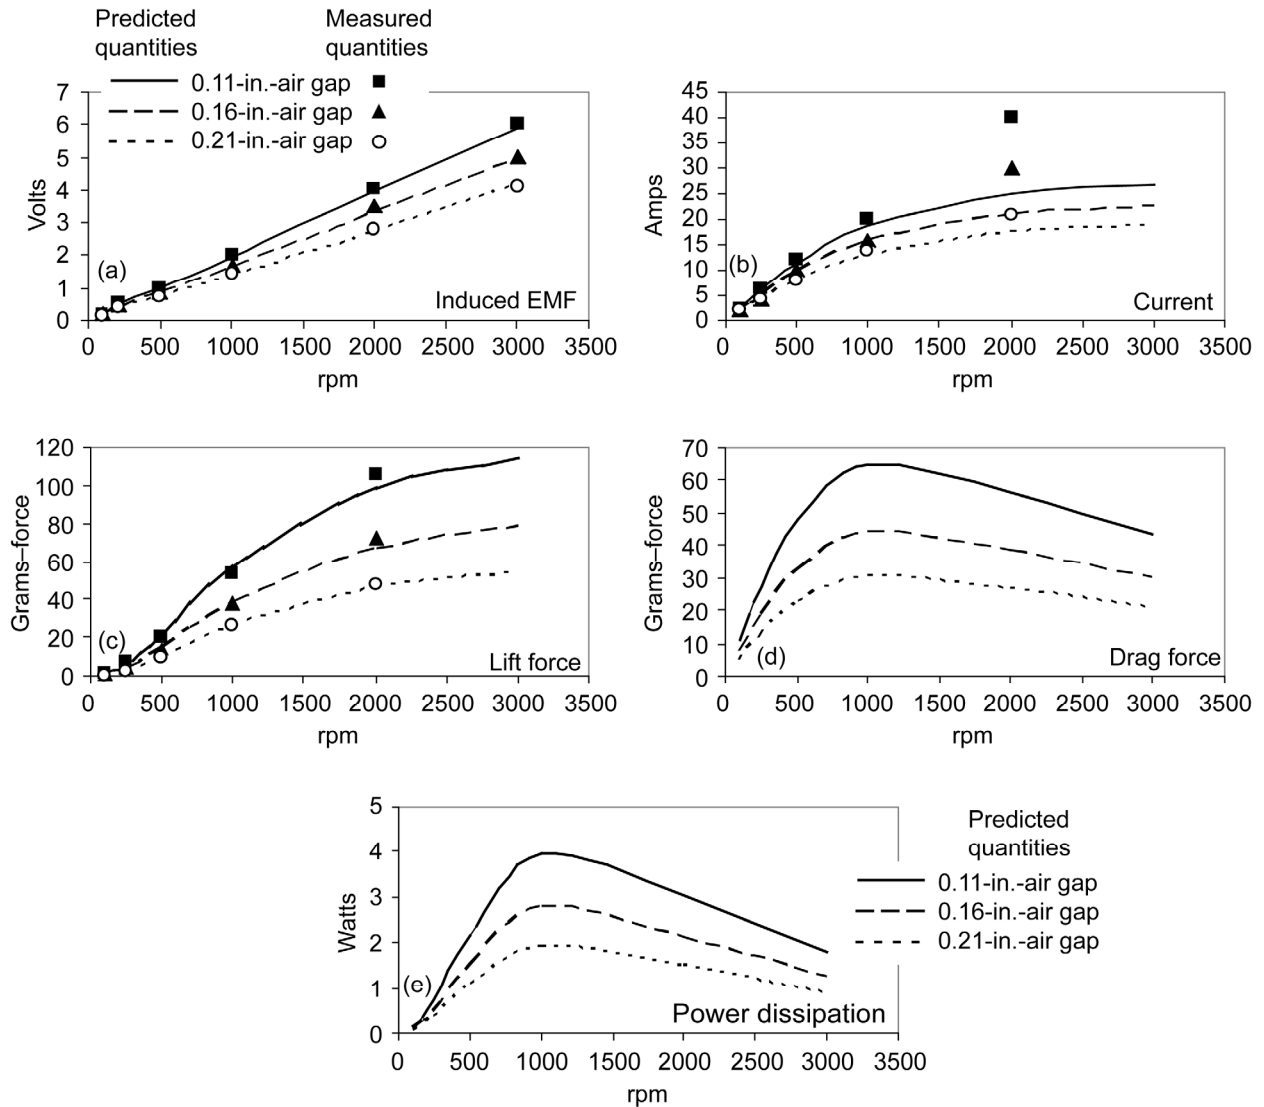 Predicted quantities
Measured quantities
0.11-in.-air gap
0.16-in.-air gap
0.21-in.-air gap
7
6
5
4
3
2
1
0
Volts
(a)
Induced EMF
0 500 1000 1500 2000 2500 3000 3500
rpm
45
40
35
30
25
20
15
10
5
0
Amps
(b)
Current
0 500 1000 1500 2000 2500 3000 3500
rpm
120
100
80
60
40
20
0
Grams–force
(c)
Lift force
0 500 1000 1500 2000 2500 3000 3500
rpm
70
60
50
40
30
20
10
0
Grams–force
(d)
Drag force
0 500 1000 1500 2000 2500 3000 3500
rpm
5
4
3
2
1
0
Watts
(e)
Power dissipation
0 500 1000 1500 2000 2500 3000 3500
rpm
Predicted
quantities
0.11-in.-air gap
0.16-in.-air gap
0.21-in.-air gap